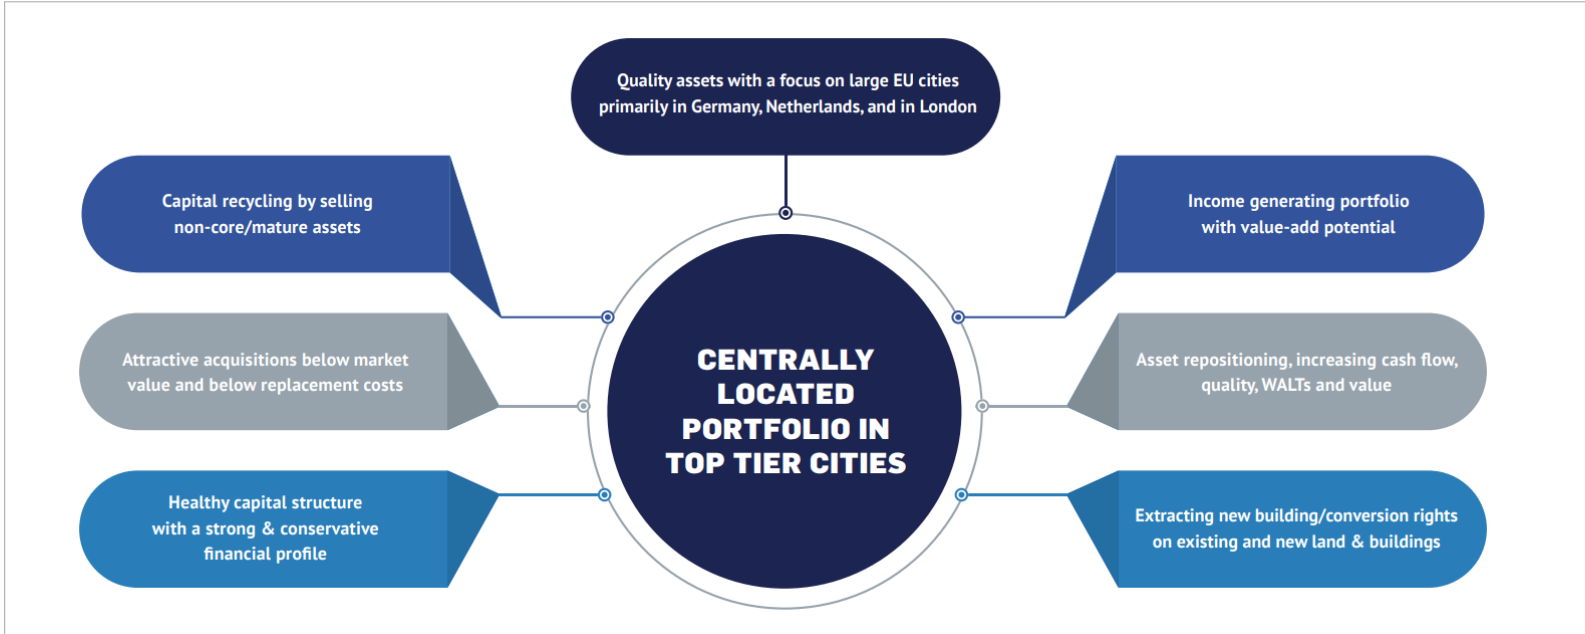 Quality assets with a focus on large EU cities
primarily in Germany, Netherlands, and in London
Capital recycling by selling
non-core/mature assets
Income generating portfolio
with value-add potential
Attractive acquisitions below market
value and below replacement costs
CENTRALLY
LOCATED
PORTFOLIO IN
TOP TIER CITIES
Asset repositioning, increasing cash flow,
quality, WALTs and value
Healthy capital structure
with a strong & conservative
financial profile
Extracting new building/conversion rights
on existing and new land & buildings